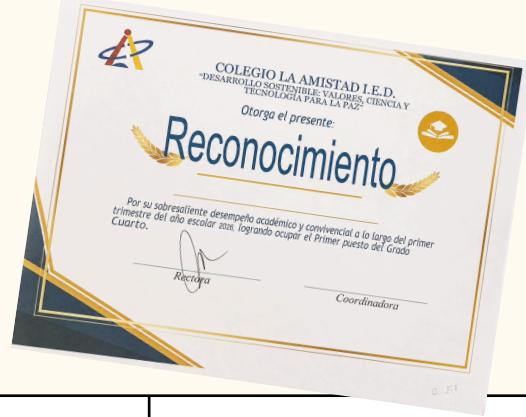 COLEGIO LA AMISTAD I.E.D.
"DESARROLLO SOSTENIBLE: VALORES, CIENCIA Y
TECNOLOGÍA PARA LA PAZ"
Otorga el presente:
Reconocimiento
Por su sobresaliente desempeño académico y convivencial a lo largo del primer
trimestre del año escolar 2026, logrando ocupar el Primer puesto del Grado
Cuarto.
Rectora
Coordinadora